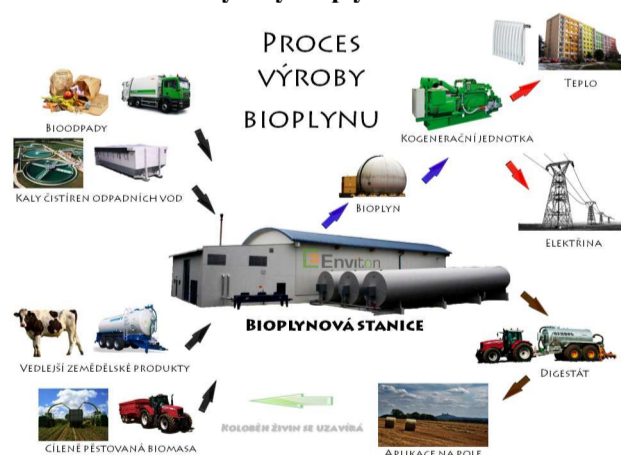 PROCES
VÝROBY
BIOPLYNU
TEPLO
BIOODPADY
KOGENERAČNÍ JEDNOTKA
KALY ČISTÍREN ODPADNÍCH VOD
BIOPLYN
ELEKTŘINA
Enviton
BIOPLYNOVÁ STANICE
VEDLEJŠÍ ZEMĚDĚLSKÉ PRODUKTY
DIGESTÁT
KOLOBĚH ŽIVIN SE UZAVÍRÁ
CÍLENĚ PĚSTOVANÁ BIOMASA
APLIKACE NA POLE